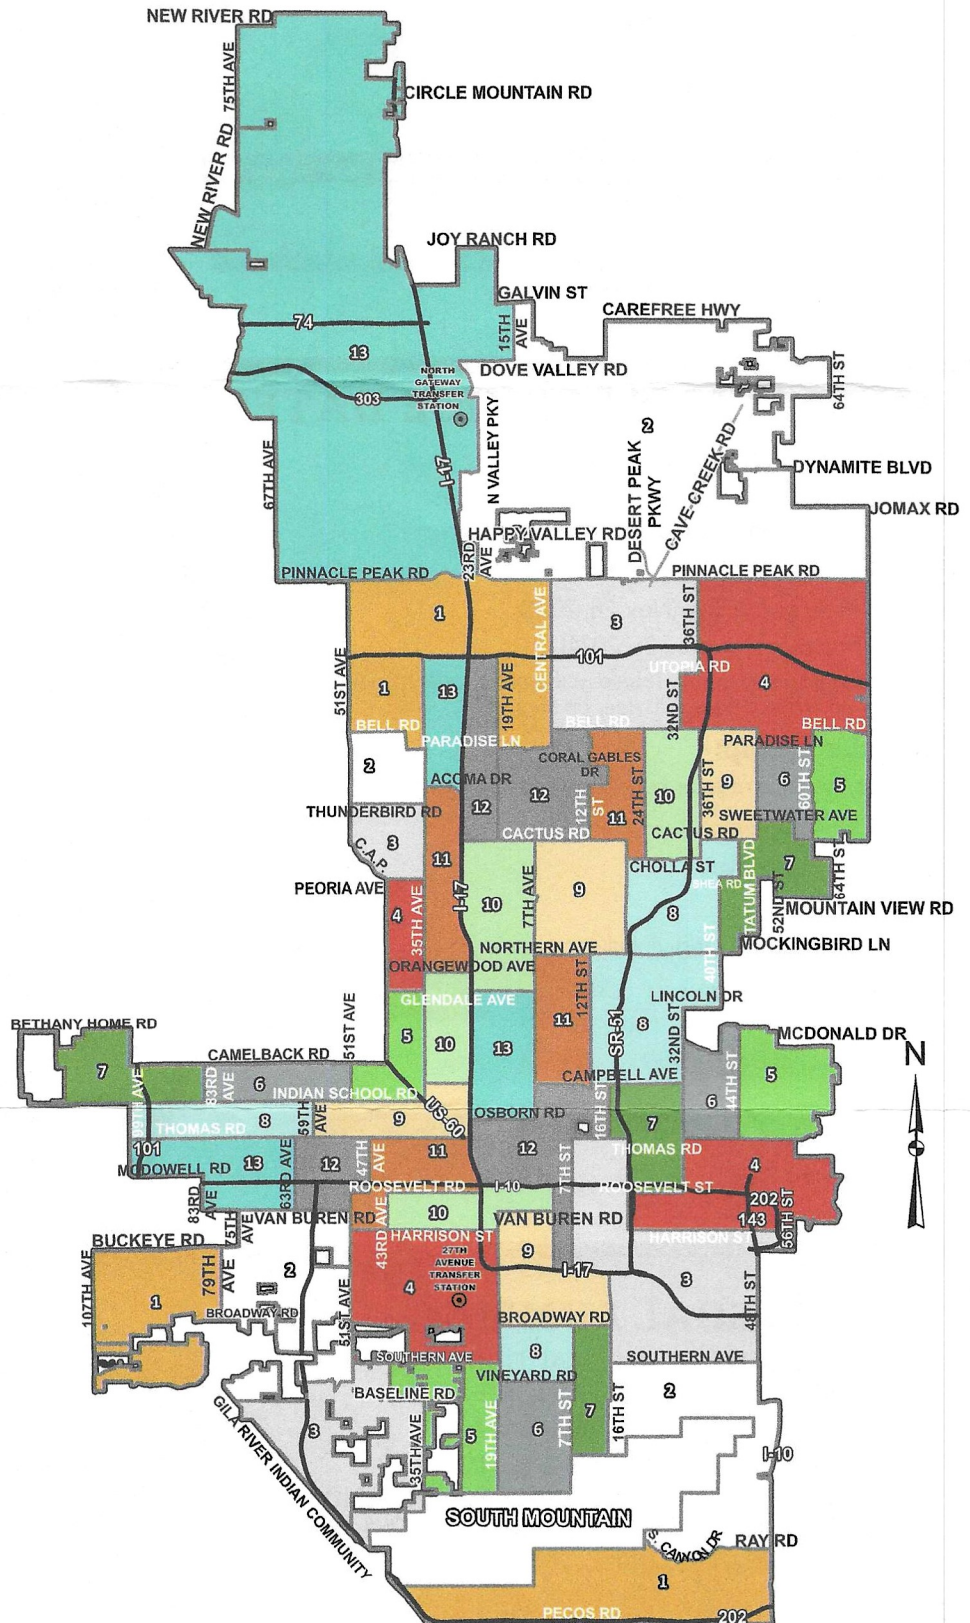 NEW RIVER RD
75TH AVE
CIRCLE MOUNTAIN RD
NEW RIVER RD
JOY RANCH RD
GALVIN ST
15TH
AVE
CAREFREE HWY
74
13
DOVE VALLEY RD
64TH ST
NORTH
GATEWAY
TRANSFER
STATION
303
N VALLEY PKY
2
DESERT PEAK
PKWY
CAVE CREEK RD
67TH AVE
I-17
DYNAMITE BLVD
JOMAX RD
HAPPY VALLEY RD
23RD
AVE
PINNACLE PEAK RD
PINNACLE PEAK RD
1
CENTRAL AVE
3
36TH ST
101
UTOPIA RD
4
51ST AVE
1
13
19TH AVE
32ND ST
BELL RD
BELL RD
BELL RD
PARADISE LN
PARADISE LN
2
ACOMA DR
CORAL GABLES
DR
12
12
12TH
ST
11
24TH ST
10
36TH ST
9
6
60TH ST
5
THUNDERBIRD RD
SWEETWATER AVE
CACTUS RD
CACTUS RD
3
C.A.P.
11
CHOLLA ST
7
64TH ST
PEORIA AVE
SHEA RD
TATUM BLVD
52ND ST
4
35TH AVE
I-17
10
7TH AVE
9
8
MOUNTAIN VIEW RD
40TH ST
MOCKINGBIRD LN
NORTHERN AVE
ORANGEWOOD AVE
12TH ST
GLENDALE AVE
LINCOLN DR
51ST AVE
5
10
13
11
SR-51
8
32ND ST
MCDONALD DR
N
BETHANY HOME RD
CAMELBACK RD
7
99TH AVE
83RD
AVE
6
INDIAN SCHOOL RD
CAMPBELL AVE
6
44TH ST
5
THOMAS RD
8
59TH
AVE
9
US-60
OSBORN RD
16TH ST
7
THOMAS RD
101
MCDOWELL RD
13
63RD AVE
12
47TH
AVE
11
12
7TH ST
4
ROOSEVELT RD
I-10
ROOSEVELT ST
202
83RD
AVE
75TH
AVE
VAN BUREN RD
10
VAN BUREN RD
143
56TH ST
BUCKEYE RD
43RD AVE
HARRISON ST
HARRISON ST
107TH AVE
79TH
AVE
2
27TH
AVENUE
TRANSFER
STATION
4
9
I-17
3
48TH ST
1
BROADWAY RD
51ST AVE
BROADWAY RD
SOUTHERN AVE
8
SOUTHERN AVE
VINEYARD RD
BASELINE RD
2
GILA RIVER INDIAN COMMUNITY
3
35TH AVE
5
19TH AVE
6
7TH ST
7
16TH ST
I-10
SOUTH MOUNTAIN
S. CANYON DR
RAY RD
1
PECOS RD
202